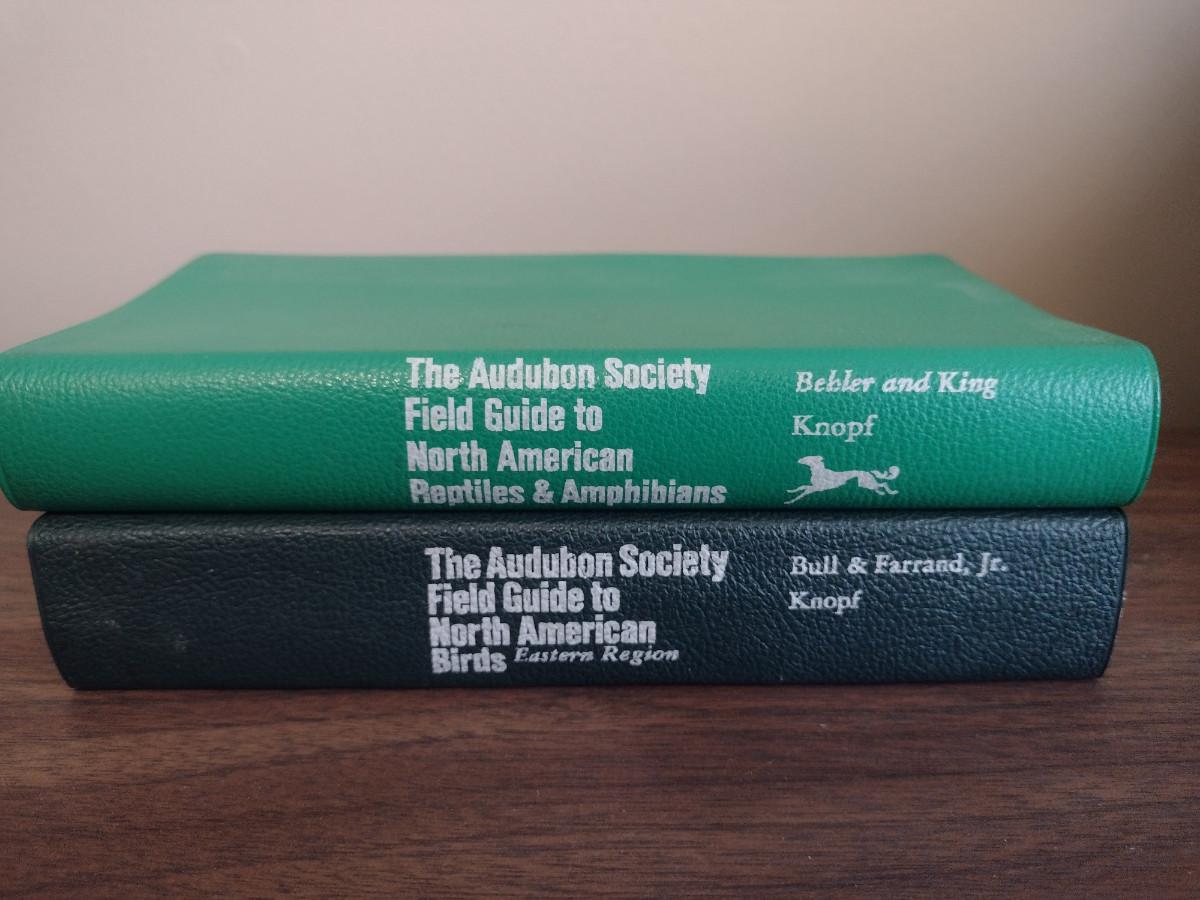 The Audubon Society
Field Guide to
North American
Reptiles & Amphibians
Behler and King
Knopf
The Audubon Society
Field Guide to
North American
Birds Eastern Region
Bull & Farrand, Jr.
Knopf